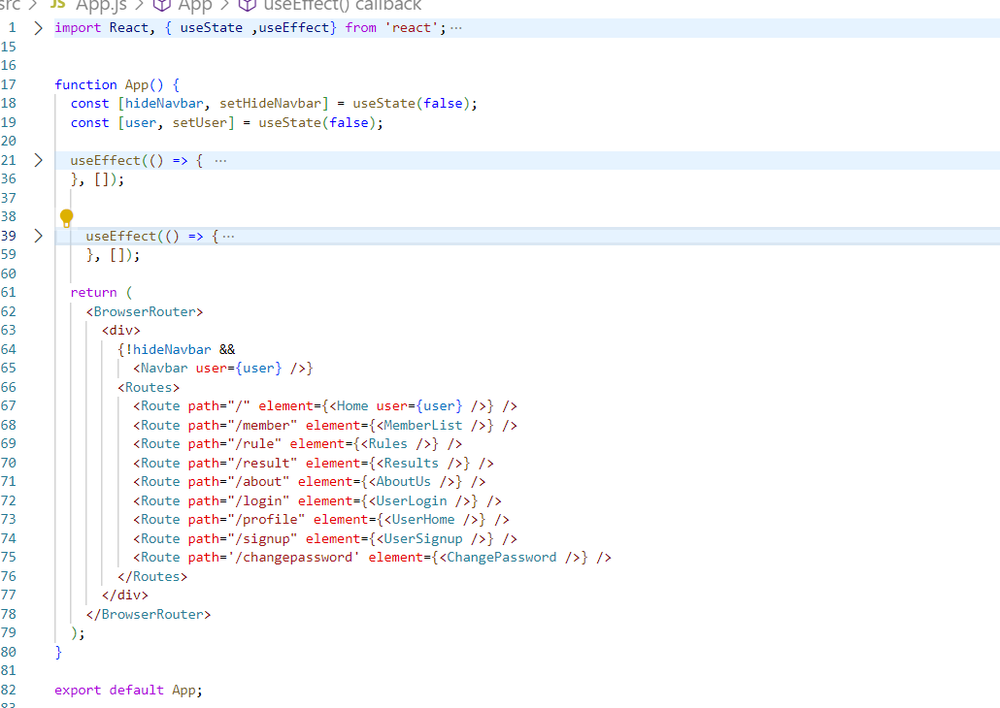 src > JS App.js > App > useEffect() callback
1 > import React, { useState ,useEffect} from 'react'; ···
15
16
17 function App() {
18   const [hideNavbar, setHideNavbar] = useState(false);
19   const [user, setUser] = useState(false);
20
21 >   useEffect(() => { ···
36   }, []);
37
38
39 >     useEffect(() => { ···
59     }, []);
60
61   return (
62     <BrowserRouter>
63       <div>
64         {!hideNavbar &&
65           <Navbar user={user} />}
66         <Routes>
67           <Route path="/" element={<Home user={user} />} />
68           <Route path="/member" element={<MemberList />} />
69           <Route path="/rule" element={<Rules />} />
70           <Route path="/result" element={<Results />} />
71           <Route path="/about" element={<AboutUs />} />
72           <Route path="/login" element={<UserLogin />} />
73           <Route path="/profile" element={<UserHome />} />
74           <Route path="/signup" element={<UserSignup />} />
75           <Route path='/changepassword' element={<ChangePassword />} />
76         </Routes>
77       </div>
78     </BrowserRouter>
79   );
80 }
81
82 export default App;
83